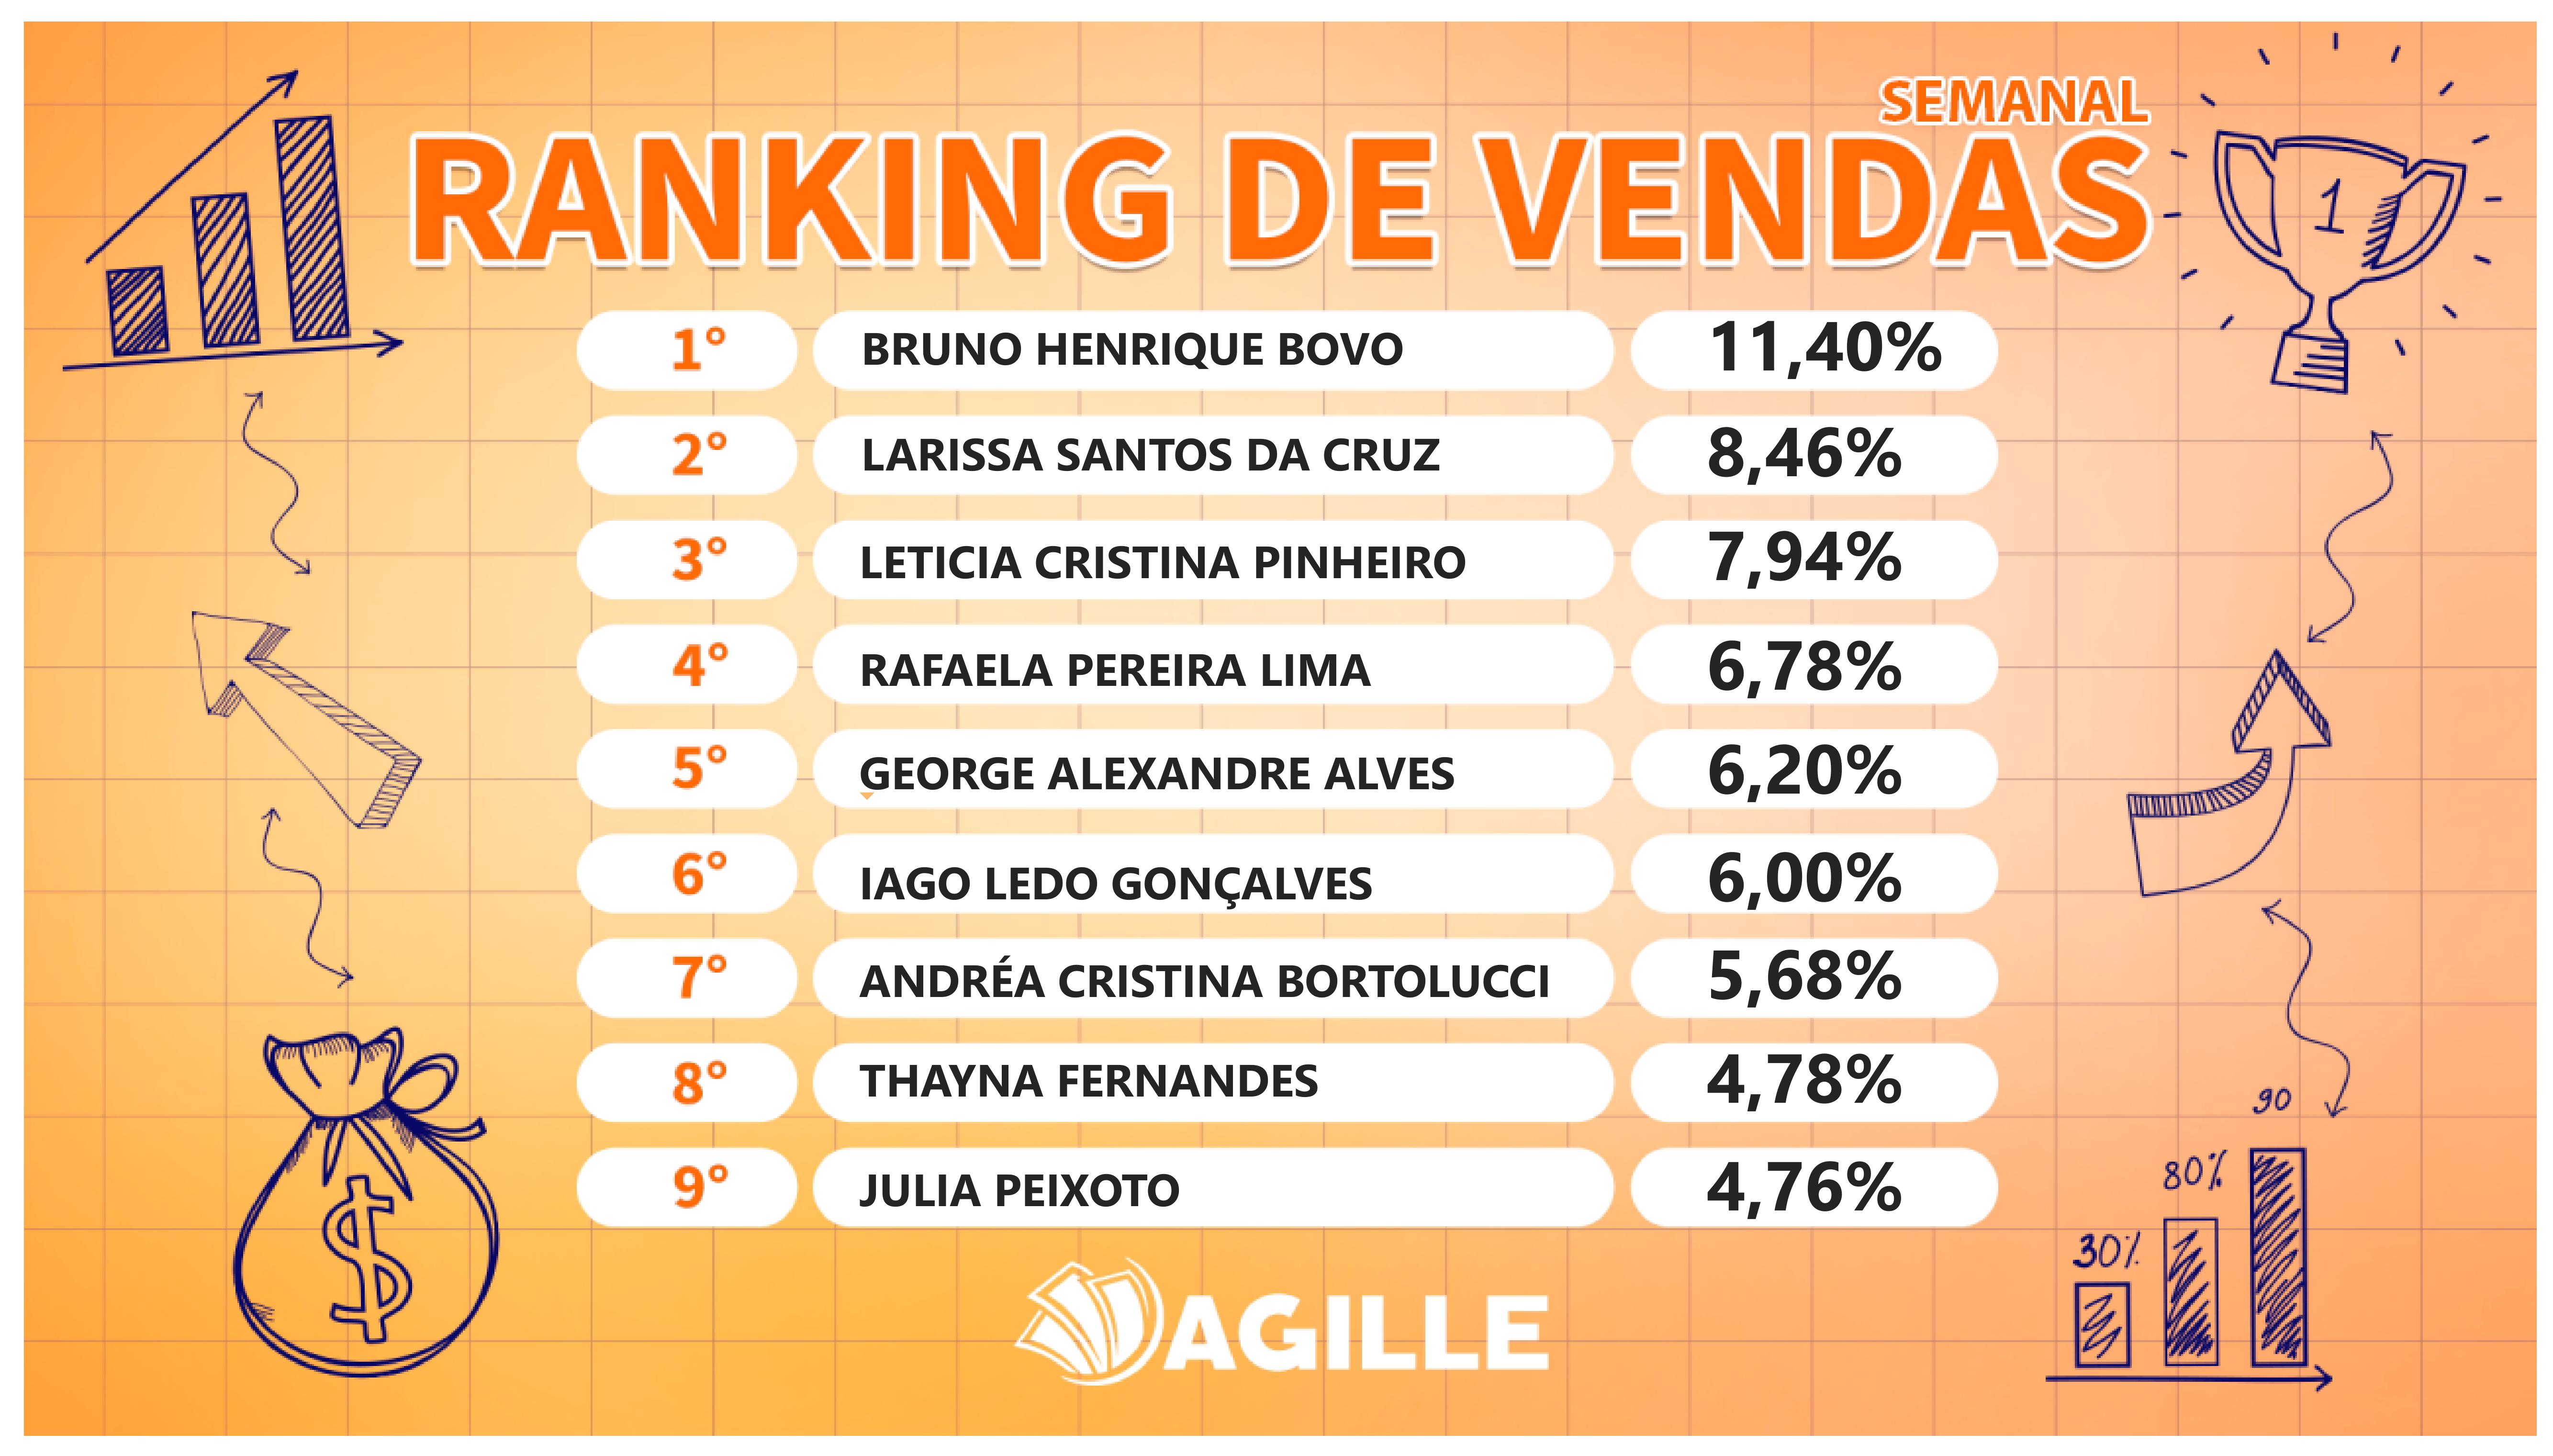 SEMANAL
RANKING DE VENDAS
1
1° BRUNO HENRIQUE BOVO 11,40%
2° LARISSA SANTOS DA CRUZ 8,46%
3° LETICIA CRISTINA PINHEIRO 7,94%
4° RAFAELA PEREIRA LIMA 6,78%
5° GEORGE ALEXANDRE ALVES 6,20%
6° IAGO LEDO GONÇALVES 6,00%
7° ANDRÉA CRISTINA BORTOLUCCI 5,68%
8° THAYNA FERNANDES 4,78%
9° JULIA PEIXOTO 4,76%
90
80%
30%
$
AGILLE